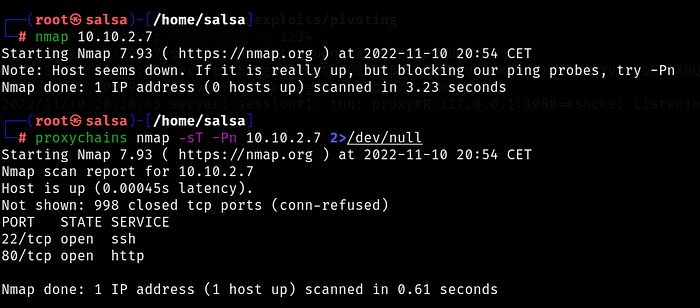 ┌──(root㉿salsa)-[/home/salsa]
└─# nmap 10.10.2.7
Starting Nmap 7.93 ( https://nmap.org ) at 2022-11-10 20:54 CET
Note: Host seems down. If it is really up, but blocking our ping probes, try -Pn
Nmap done: 1 IP address (0 hosts up) scanned in 3.23 seconds
┌──(root㉿salsa)-[/home/salsa]
└─# proxychains nmap -sT -Pn 10.10.2.7 2>/dev/null
Starting Nmap 7.93 ( https://nmap.org ) at 2022-11-10 20:54 CET
Nmap scan report for 10.10.2.7
Host is up (0.00045s latency).
Not shown: 998 closed tcp ports (conn-refused)
PORT   STATE SERVICE
22/tcp open  ssh
80/tcp open  http
Nmap done: 1 IP address (1 host up) scanned in 0.61 seconds